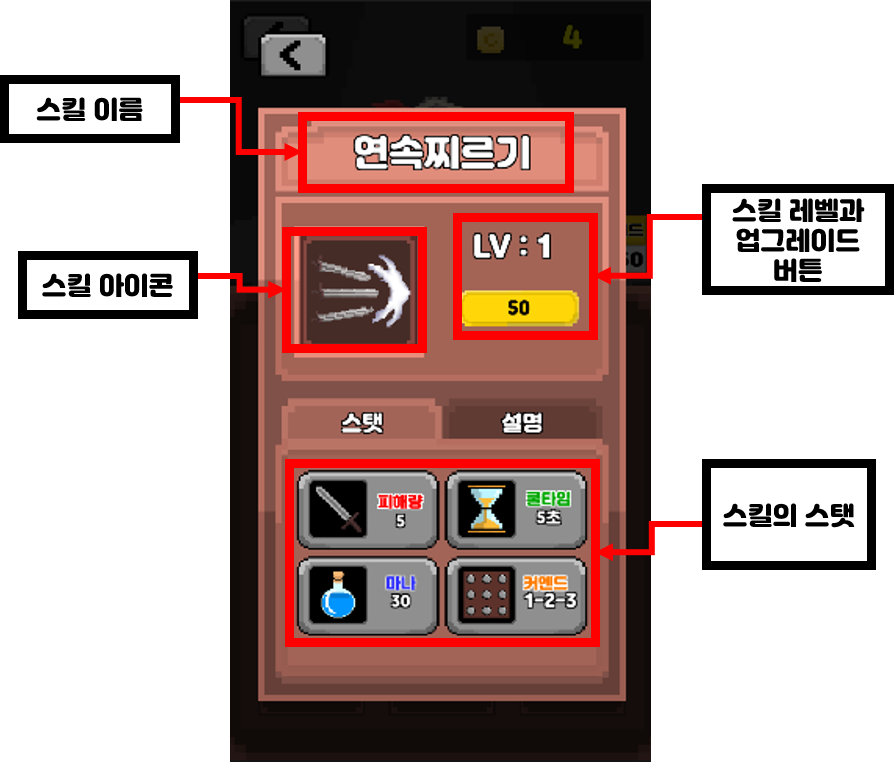 4
스킬 이름
연속찌르기
스킬 레벨과
업그레이드
버튼
LV : 1
50
스킬 아이콘
스탯
설명
피해량
5
쿨타임
5초
마나
30
커맨드
1-2-3
스킬의 스탯